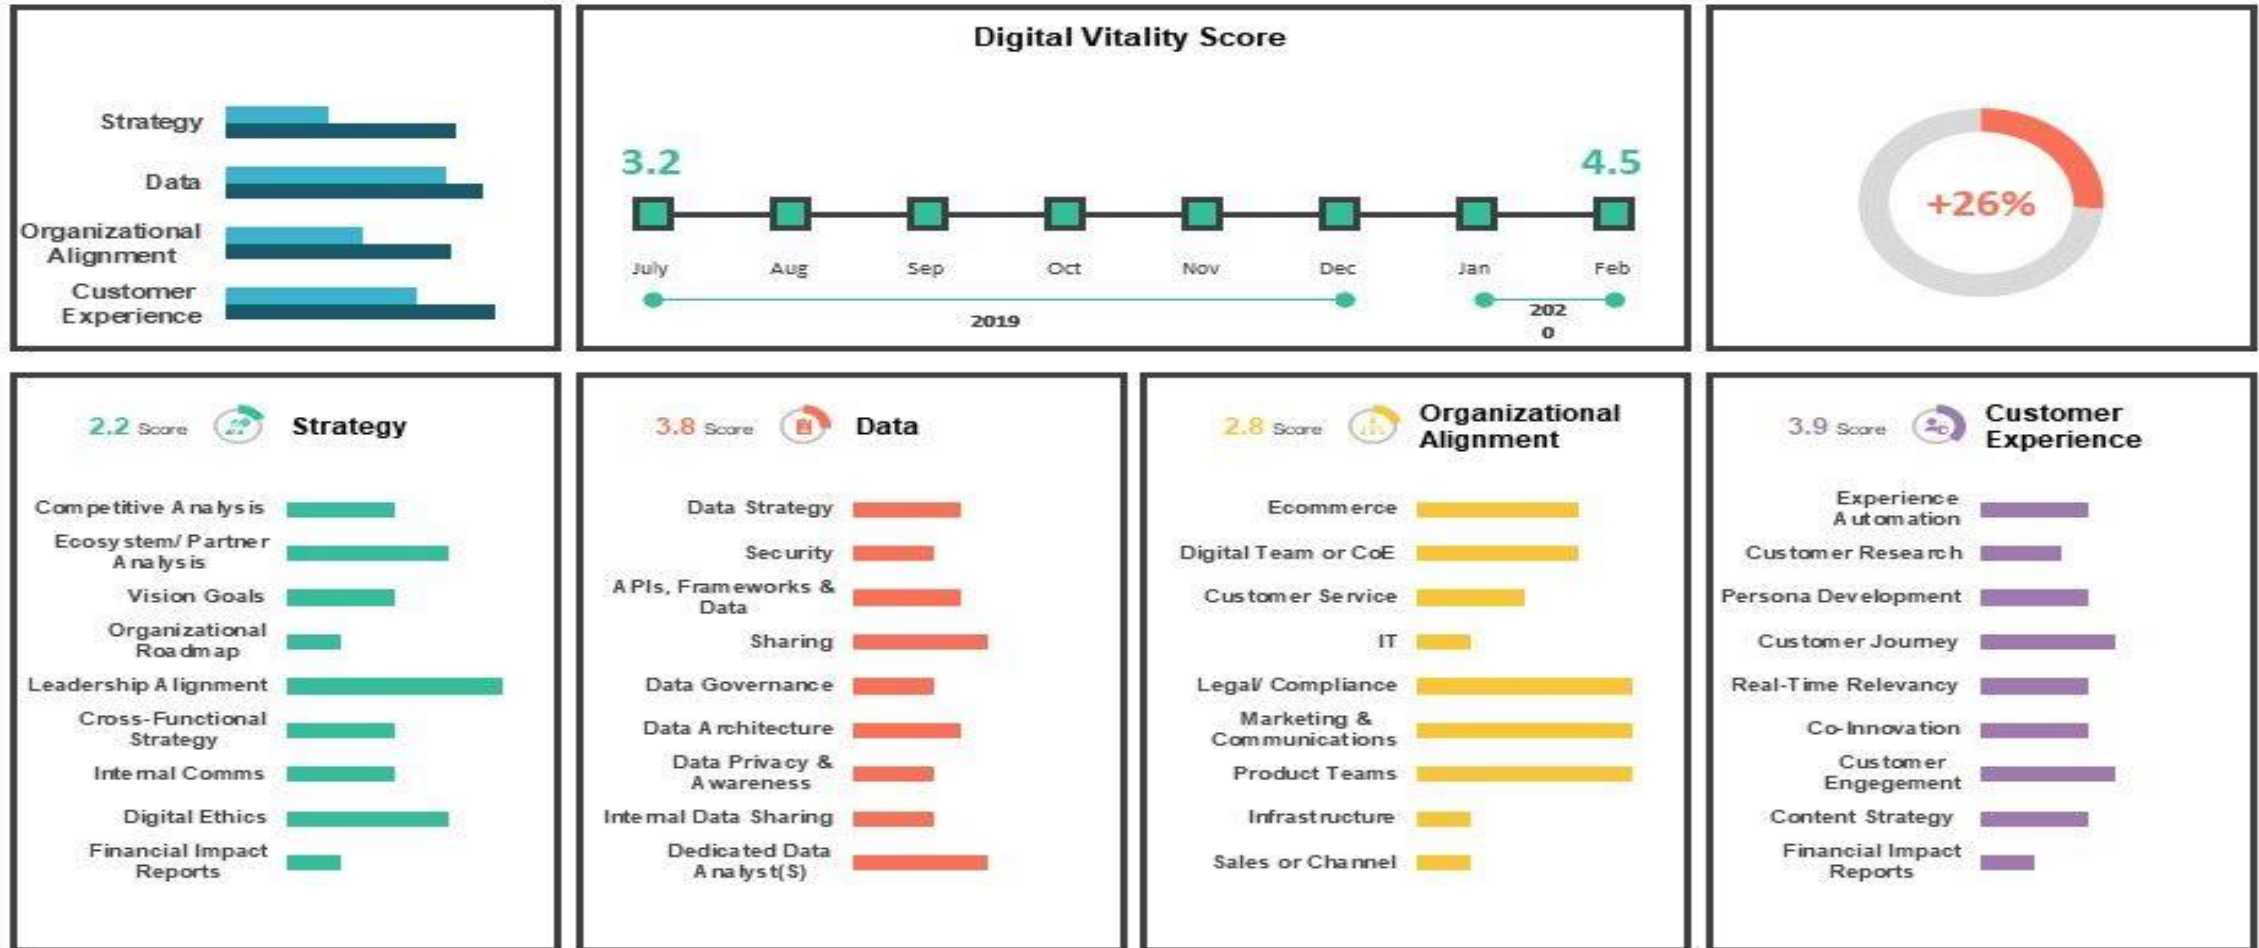 Strategy
Data
Organizational
Alignment
Customer
Experience
Digital Vitality Score
3.2
4.5
July
Aug
Sep
Oct
Nov
Dec
Jan
Feb
2019
202
0
+26%
2.2 Score
Strategy
Competitive Analysis
Ecosystem/ Partner
Analysis
Vision Goals
Organizational
Roadmap
Leadership Alignment
Cross-Functional
Strategy
Internal Comms
Digital Ethics
Financial Impact
Reports
3.8 Score
Data
Data Strategy
Security
APIs, Frameworks &
Data
Sharing
Data Governance
Data Architecture
Data Privacy &
Awareness
Internal Data Sharing
Dedicated Data
Analyst(S)
2.8 Score
Organizational
Alignment
Ecommerce
Digital Team or CoE
Customer Service
IT
Legal/ Compliance
Marketing &
Communications
Product Teams
Infrastructure
Sales or Channel
3.9 Score
Customer
Experience
Experience
Automation
Customer Research
Persona Development
Customer Journey
Real-Time Relevancy
Co-Innovation
Customer
Engegement
Content Strategy
Financial Impact
Reports